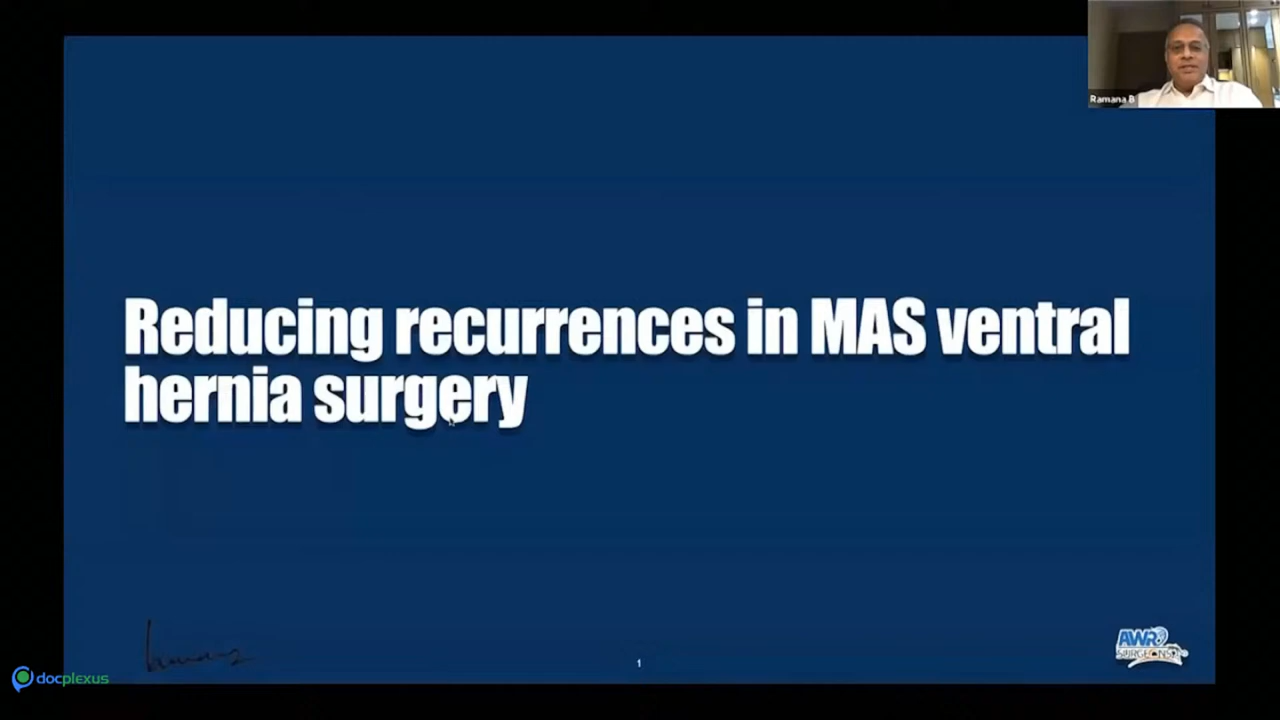 Ramana B
Reducing recurrences in MAS ventral
hernia surgery
1
AWR
SURGEONS
docplexus